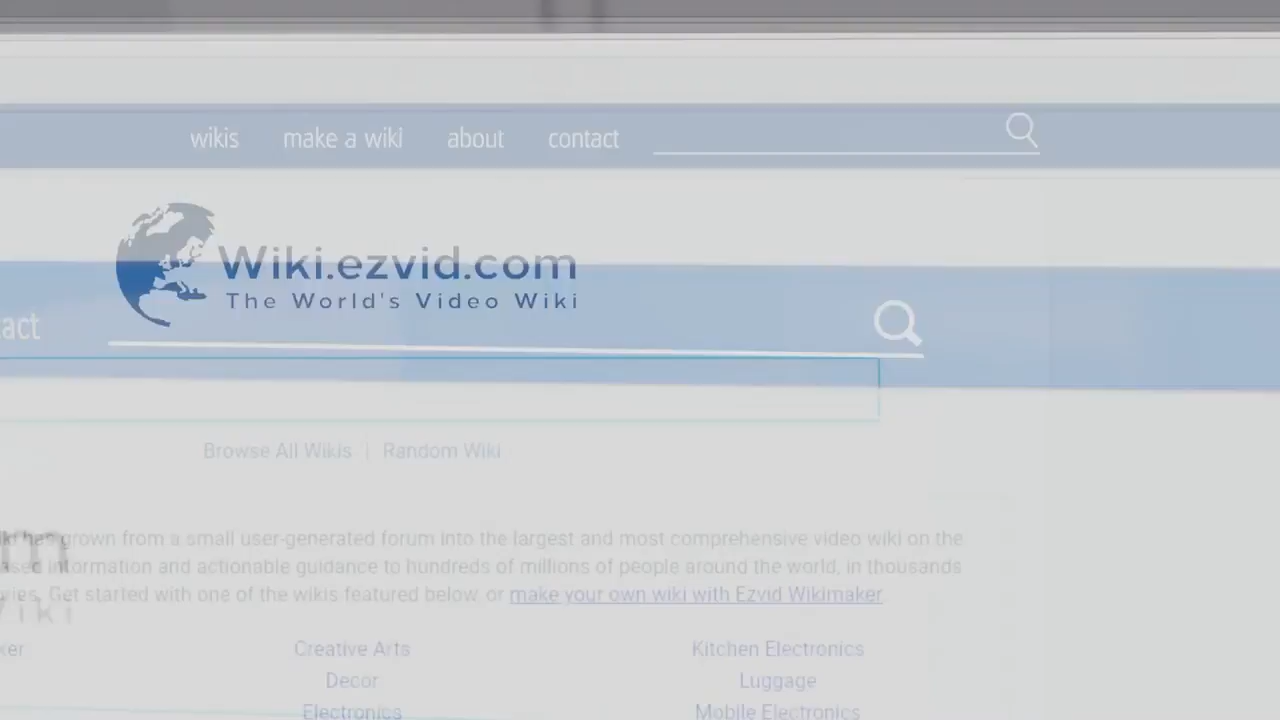 wikis make a wiki about contact
Wiki.ezvid.com
The World's Video Wiki
act
Browse All Wikis | Random Wiki
has grown from a small user-generated forum into the largest and most comprehensive video wiki on the
information and actionable guidance to hundreds of millions of people around the world, in thousands
Get started with one of the wikis featured below, or make your own wiki with Ezvid Wikimaker
ker Creative Arts Kitchen Electronics
Decor Luggage
Electronics Mobile Electronics